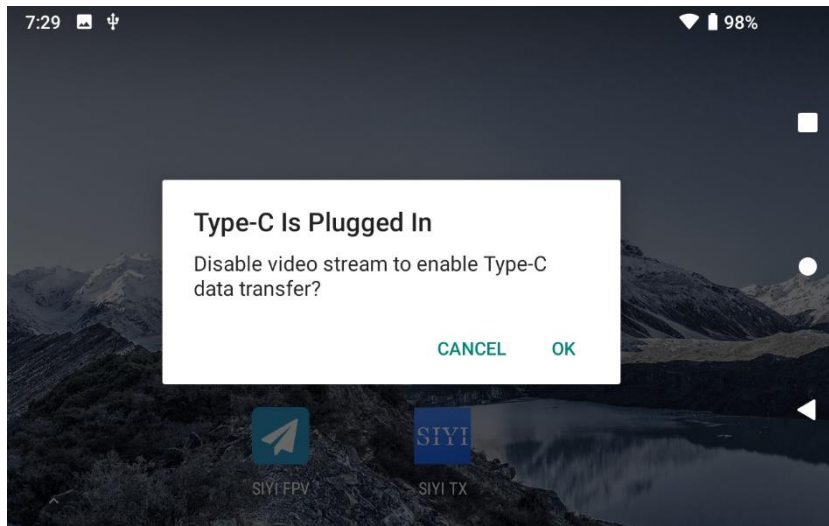 7:29
98%
Type-C Is Plugged In
Disable video stream to enable Type-C
data transfer?
CANCEL OK
SIYI
SIYI FPV SIYI TX